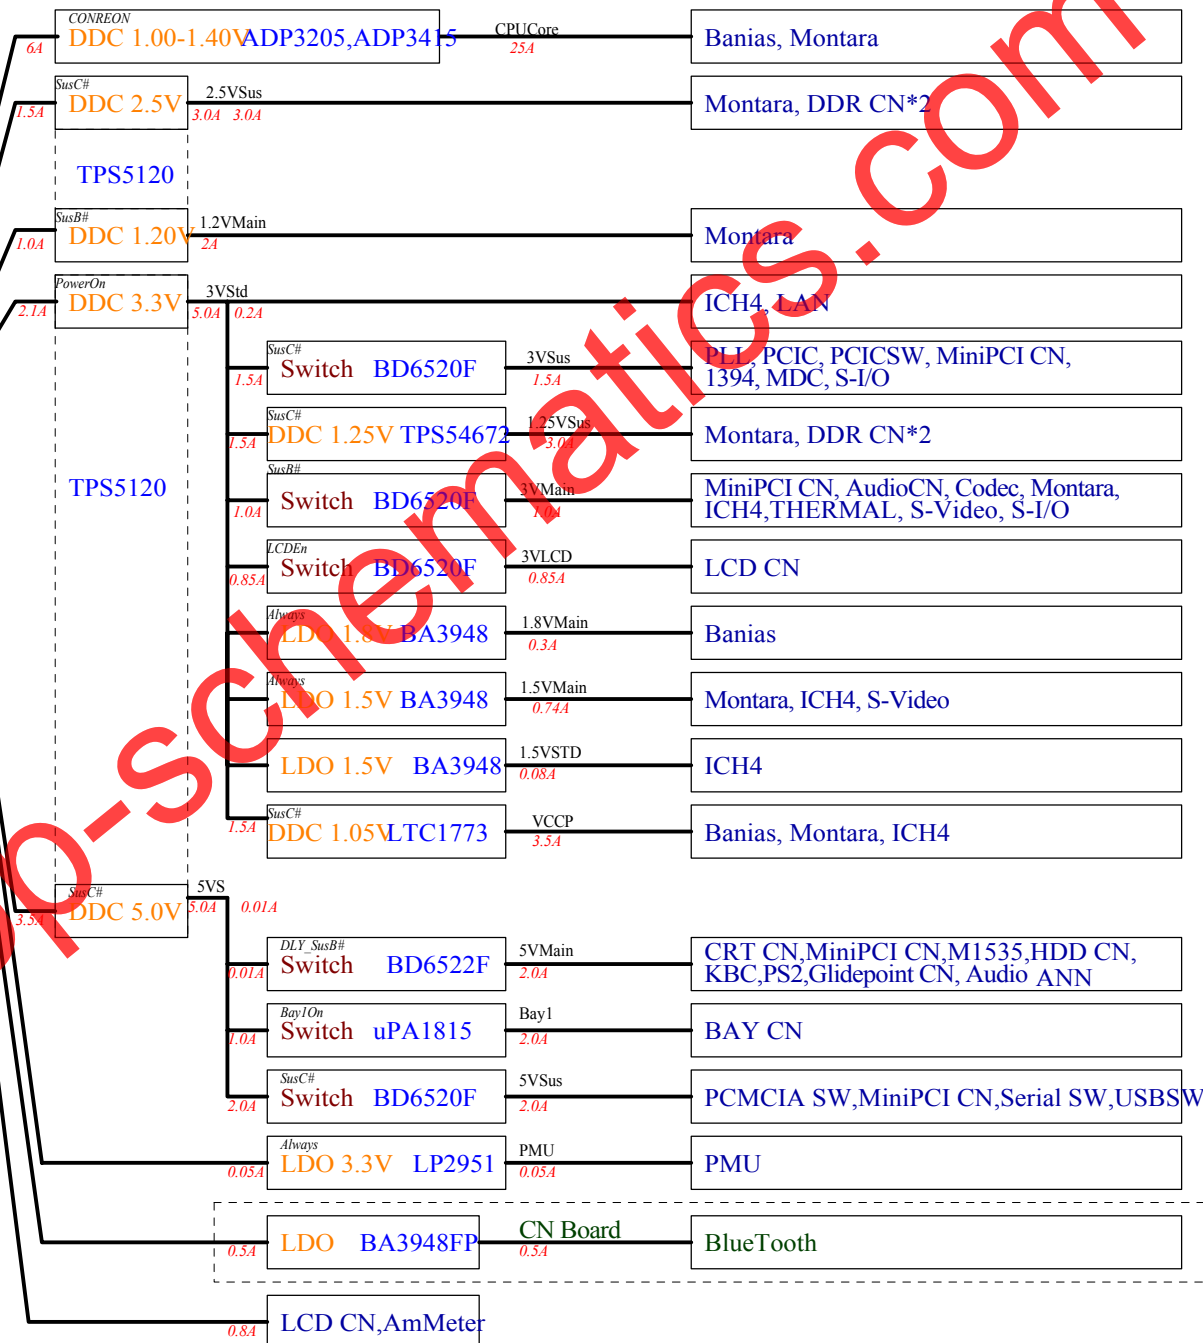 CONREON
6A DDC 1.00-1.40V ADP3205,ADP3415 CPUCore 25A Banias, Montara
SusC#
1.5A DDC 2.5V 2.5VSus 3.0A 3.0A Montara, DDR CN*2
TPS5120
SusB#
1.0A DDC 1.20V 1.2VMain 2A Montara
PowerOn
2.1A DDC 3.3V 3VStd 5.0A 0.2A ICH4, LAN
SusC#
1.5A Switch BD6520F 3VSus 1.5A PLL, PCIC, PCICSW, MiniPCI CN,
1394, MDC, S-I/O
SusC#
1.5A DDC 1.25V TPS54672 1.25VSus 3.0A Montara, DDR CN*2
TPS5120
SusB#
1.0A Switch BD6520F 3VMain 1.0A MiniPCI CN, AudioCN, Codec, Montara,
ICH4,THERMAL, S-Video, S-I/O
LCDEn
0.85A Switch BD6520F 3VLCD 0.85A LCD CN
Always
LDO 1.8V BA3948 1.8VMain 0.3A Banias
Always
LDO 1.5V BA3948 1.5VMain 0.74A Montara, ICH4, S-Video
LDO 1.5V BA3948 1.5VSTD 0.08A ICH4
SusC#
1.5A DDC 1.05V LTC1773 VCCP 3.5A Banias, Montara, ICH4
SusC#
3.5A DDC 5.0V 5VS 5.0A 0.01A
DLY_SusB#
0.01A Switch BD6522F 5VMain 2.0A CRT CN,MiniPCI CN,M1535,HDD CN,
KBC,PS2,Glidepoint CN, Audio ANN
Bay1On
1.0A Switch uPA1815 Bay1 2.0A BAY CN
SusC#
2.0A Switch BD6520F 5VSus 2.0A PCMCIA SW,MiniPCI CN,Serial SW,USBSW
Always
0.05A LDO 3.3V LP2951 PMU 0.05A PMU
0.5A LDO BA3948FP CN Board 0.5A BlueTooth
0.8A LCD CN,AmMeter
p-schematics.com